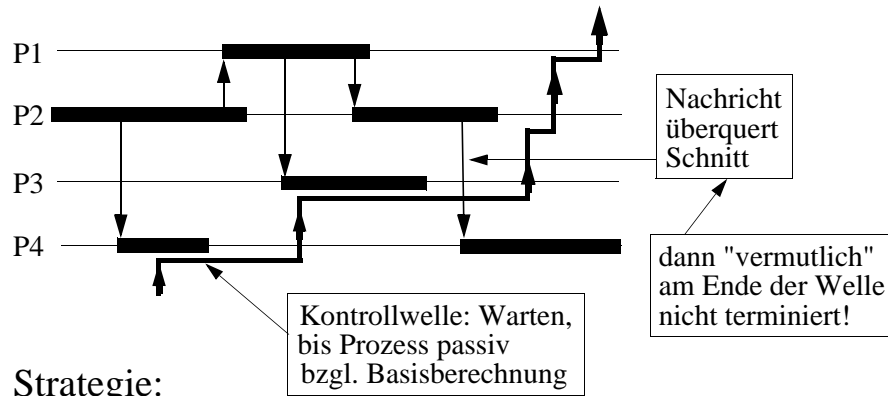 P1
P2
P3
P4
Nachricht
überquert
Schnitt
dann "vermutlich"
am Ende der Welle
nicht terminiert!
Kontrollwelle: Warten,
bis Prozess passiv
bzgl. Basisberechnung
Strategie: